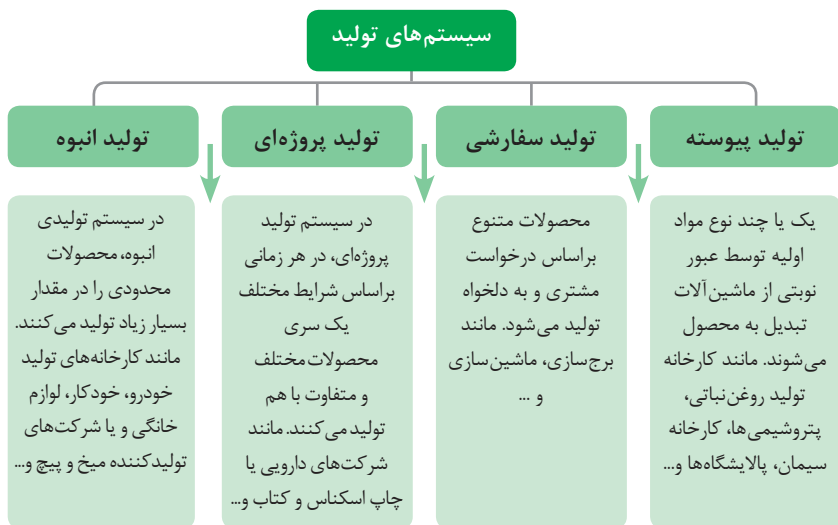 سیستم‌های تولید
تولید پیوسته
یک یا چند نوع مواد
اولیه توسط عبور
نوبتی از ماشین‌آلات
تبدیل به محصول
می‌شوند. مانند کارخانه
تولید روغن‌نباتی،
پتروشیمی‌ها، کارخانه
سیمان، پالایشگاه‌ها و...
تولید سفارشی
محصولات متنوع
براساس درخواست
مشتری و به دلخواه
تولید می‌شود. مانند
برج‌سازی، ماشین‌سازی
و ...
تولید پروژه‌ای
در سیستم تولید
پروژه‌ای، در هر زمانی
براساس شرایط مختلف
یک سری
محصولات مختلف
و متفاوت با هم
تولید می‌کنند. مانند
شرکت‌های دارویی یا
چاپ اسکناس و کتاب و...
تولید انبوه
در سیستم تولیدی
انبوه، محصولات
محدودی را در مقدار
بسیار زیاد تولید می‌کنند.
مانند کارخانه‌های تولید
خودرو، خودکار، لوازم
خانگی و یا شرکت‌های
تولیدکننده میخ و پیچ و...